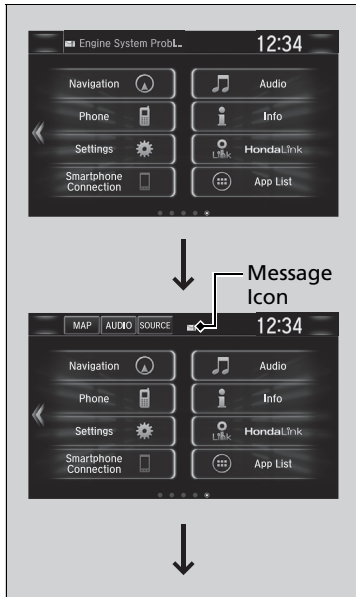 Engine System Probl... 12:34
Navigation Audio
Phone Info
Settings Link HondaLink
Smartphone
Connection App List
Message
Icon
MAP AUDIO SOURCE 12:34
Navigation Audio
Phone Info
Settings Link HondaLink
Smartphone
Connection App List